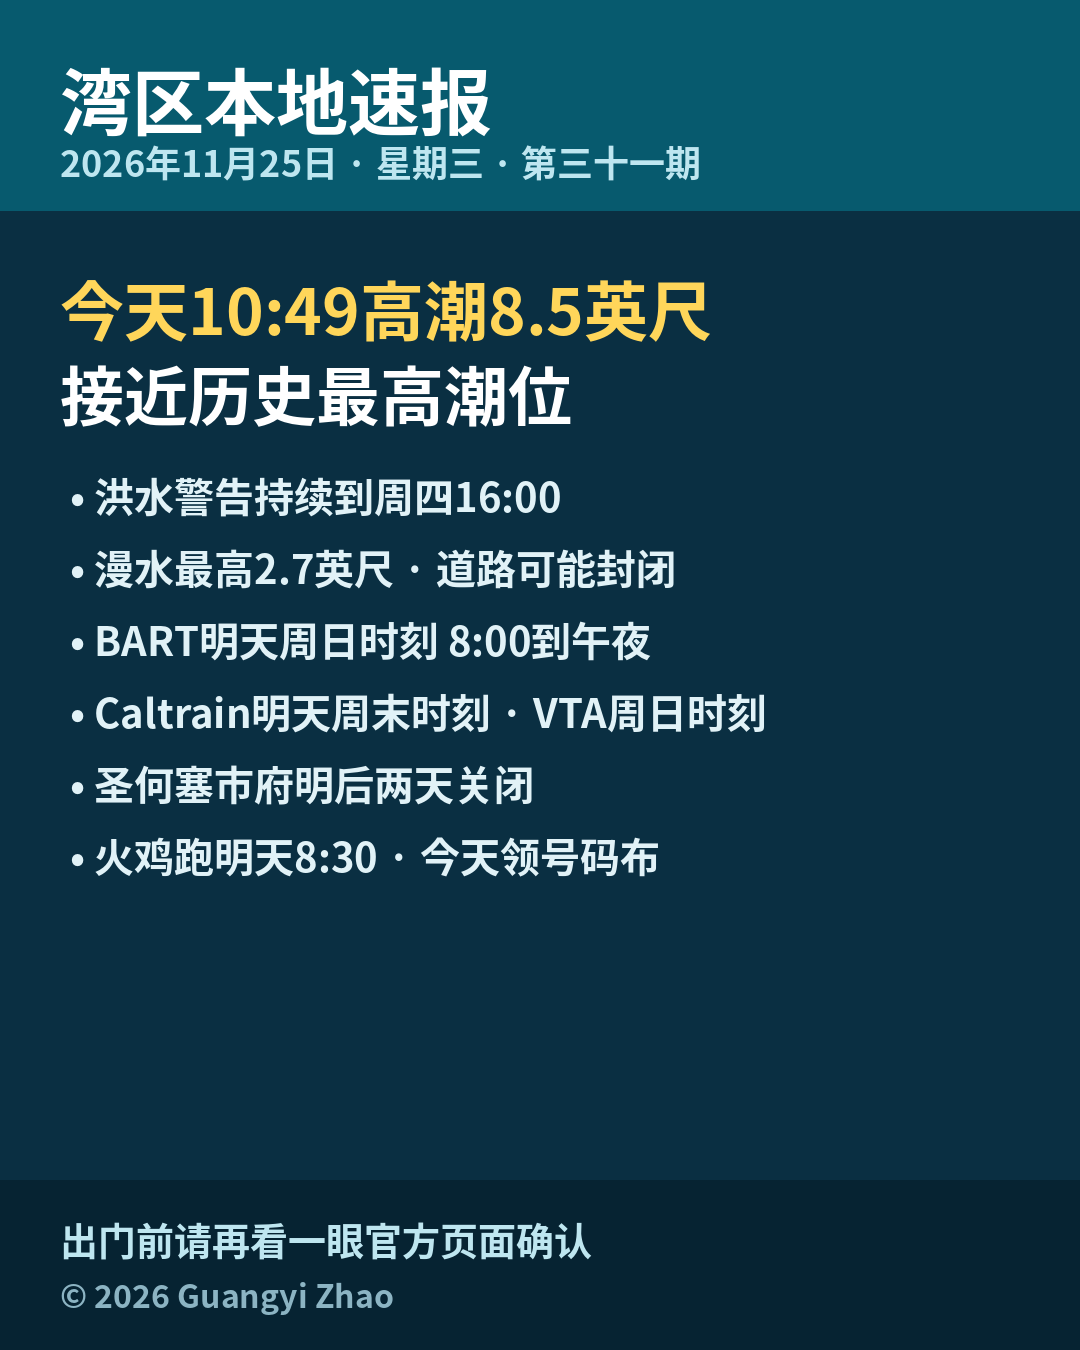 湾区本地速报
2026年11月25日 · 星期三 · 第三十一期
今天10:49高潮8.5英尺
接近历史最高潮位
• 洪水警告持续到周四16:00
• 漫水最高2.7英尺 · 道路可能封闭
• BART明天周日时刻 8:00到午夜
• Caltrain明天周末时刻 · VTA周日时刻
• 圣何塞市府明后两天关闭
• 火鸡跑明天8:30 · 今天领号码布
出门前请再看一眼官方页面确认
© 2026 Guangyi Zhao